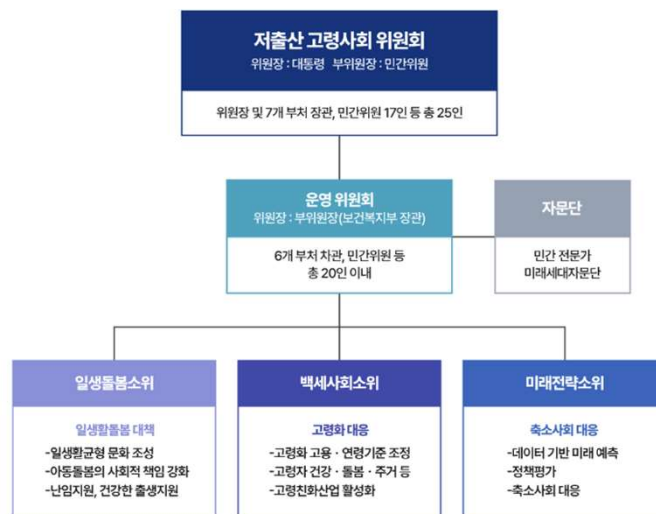 저출산 고령사회 위원회
위원장 : 대통령 부위원장 : 민간위원
위원장 및 7개 부처 장관, 민간위원 17인 등 총 25인
운영 위원회
위원장 : 부위원장(보건복지부 장관)
6개 부처 차관, 민간위원 등
총 20인 이내
자문단
민간 전문가
미래세대자문단
일생돌봄소위
일생활돌봄 대책
-일생활균형 문화 조성
-아동돌봄의 사회적 책임 강화
-난임지원, 건강한 출생지원
백세사회소위
고령화 대응
-고령화 고용 · 연령기준 조정
-고령자 건강 · 돌봄 · 주거 등
-고령친화산업 활성화
미래전략소위
축소사회 대응
-데이터 기반 미래 예측
-정책평가
-축소사회 대응